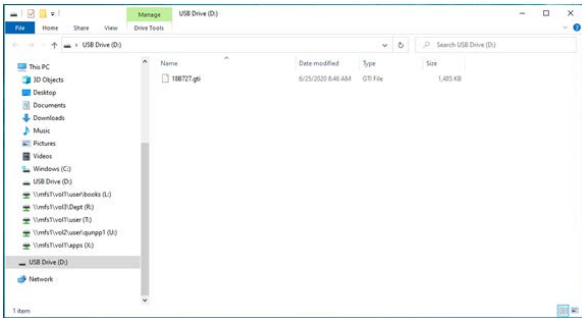 Manage
USB Drive (D:)
File
Home
Share
View
Drive Tools
USB Drive (D:)
Search USB Drive (D:)
This PC
3D Objects
Desktop
Documents
Downloads
Music
Pictures
Videos
Windows (C:)
USB Drive (D:)
\\mfs1\vol1\user\books (L:)
\\mfs1\vol3\Dept (R:)
\\mfs1\vol1\user (T:)
\\mfs1\vol2\user\qunpp1 (U:)
\\mfs1\vol1\apps (X:)
USB Drive (D:)
Network
Name
Date modified
Type
Size
188727.gti
6/25/2020 8:46 AM
GTI File
1,485 KB
1 item